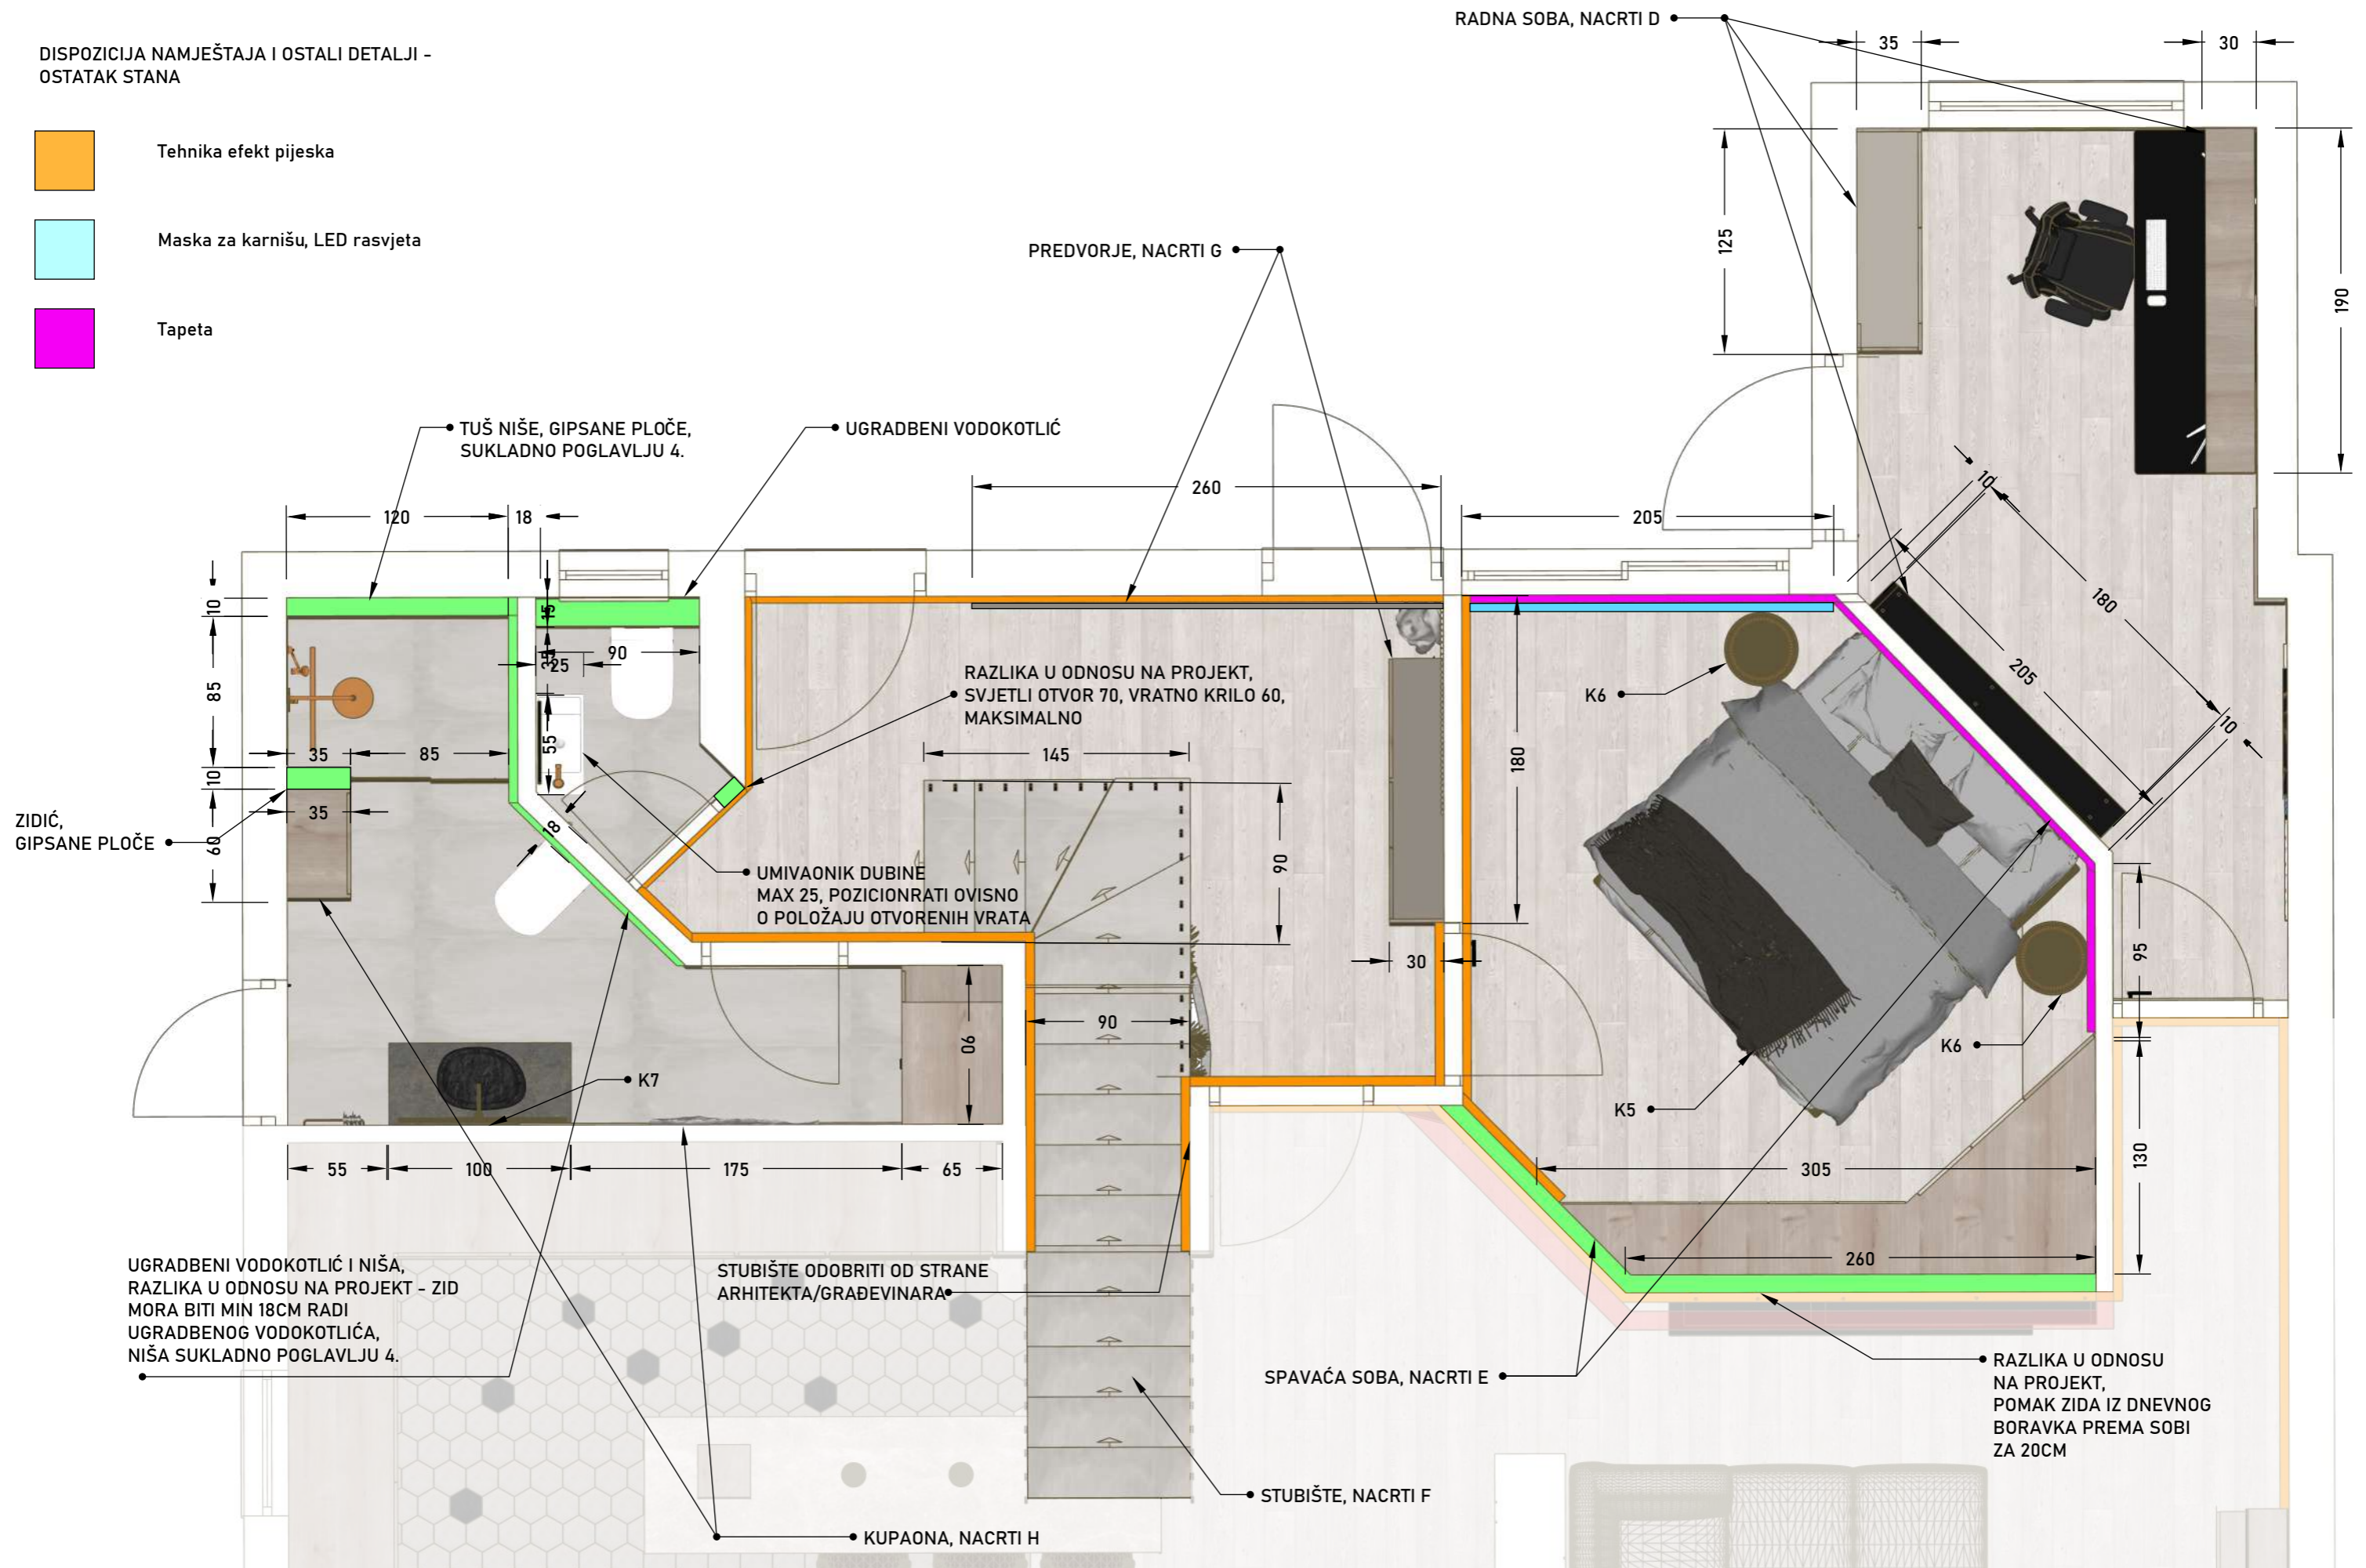 DISPOZICIJA NAMJEŠTAJA I OSTALI DETALJI -
OSTATAK STANA
Tehnika efekt pijeska
Maska za karnišu, LED rasvjeta
Tapeta
RADNA SOBA, NACRTI D
35
30
125
190
PREDVORJE, NACRTI G
TUŠ NIŠE, GIPSANE PLOČE,
SUKLADNO POGLAVLJU 4.
UGRADBENI VODOKOTLIĆ
260
205
120
18
10
180
205
10
10
85
35
85
10
35
60
15
90
25
55
18
RAZLIKA U ODNOSU NA PROJEKT,
SVJETLI OTVOR 70, VRATNO KRILO 60,
MAKSIMALNO
145
90
180
K6
ZIDIĆ,
GIPSANE PLOČE
UMIVAONIK DUBINE
MAX 25, POZICIONRATI OVISNO
O POLOŽAJU OTVORENIH VRATA
30
95
90
90
K6
K7
K5
55
100
175
65
305
130
260
UGRADBENI VODOKOTLIĆ I NIŠA,
RAZLIKA U ODNOSU NA PROJEKT - ZID
MORA BITI MIN 18CM RADI
UGRADBENOG VODOKOTLIĆA,
NIŠA SUKLADNO POGLAVLJU 4.
STUBIŠTE ODOBRITI OD STRANE
ARHITEKTA/GRAĐEVINARA
SPAVAĆA SOBA, NACRTI E
RAZLIKA U ODNOSU
NA PROJEKT,
POMAK ZIDA IZ DNEVNOG
BORAVKA PREMA SOBI
ZA 20CM
STUBIŠTE, NACRTI F
KUPAONA, NACRTI H